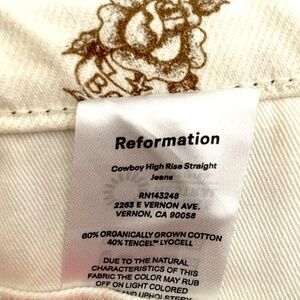 Reformation
Cowboy High Rise Straight
Jeans
RN143248
2263 E VERNON AVE.
VERNON, CA 90058
60% ORGANICALLY GROWN COTTON
40% TENCEL™ LYOCELL
DUE TO THE NATURAL
CHARACTERISTICS OF THIS
FABRIC THE COLOR MAY RUB
OFF ON LIGHT COLORED
AND UPHOLSTERY